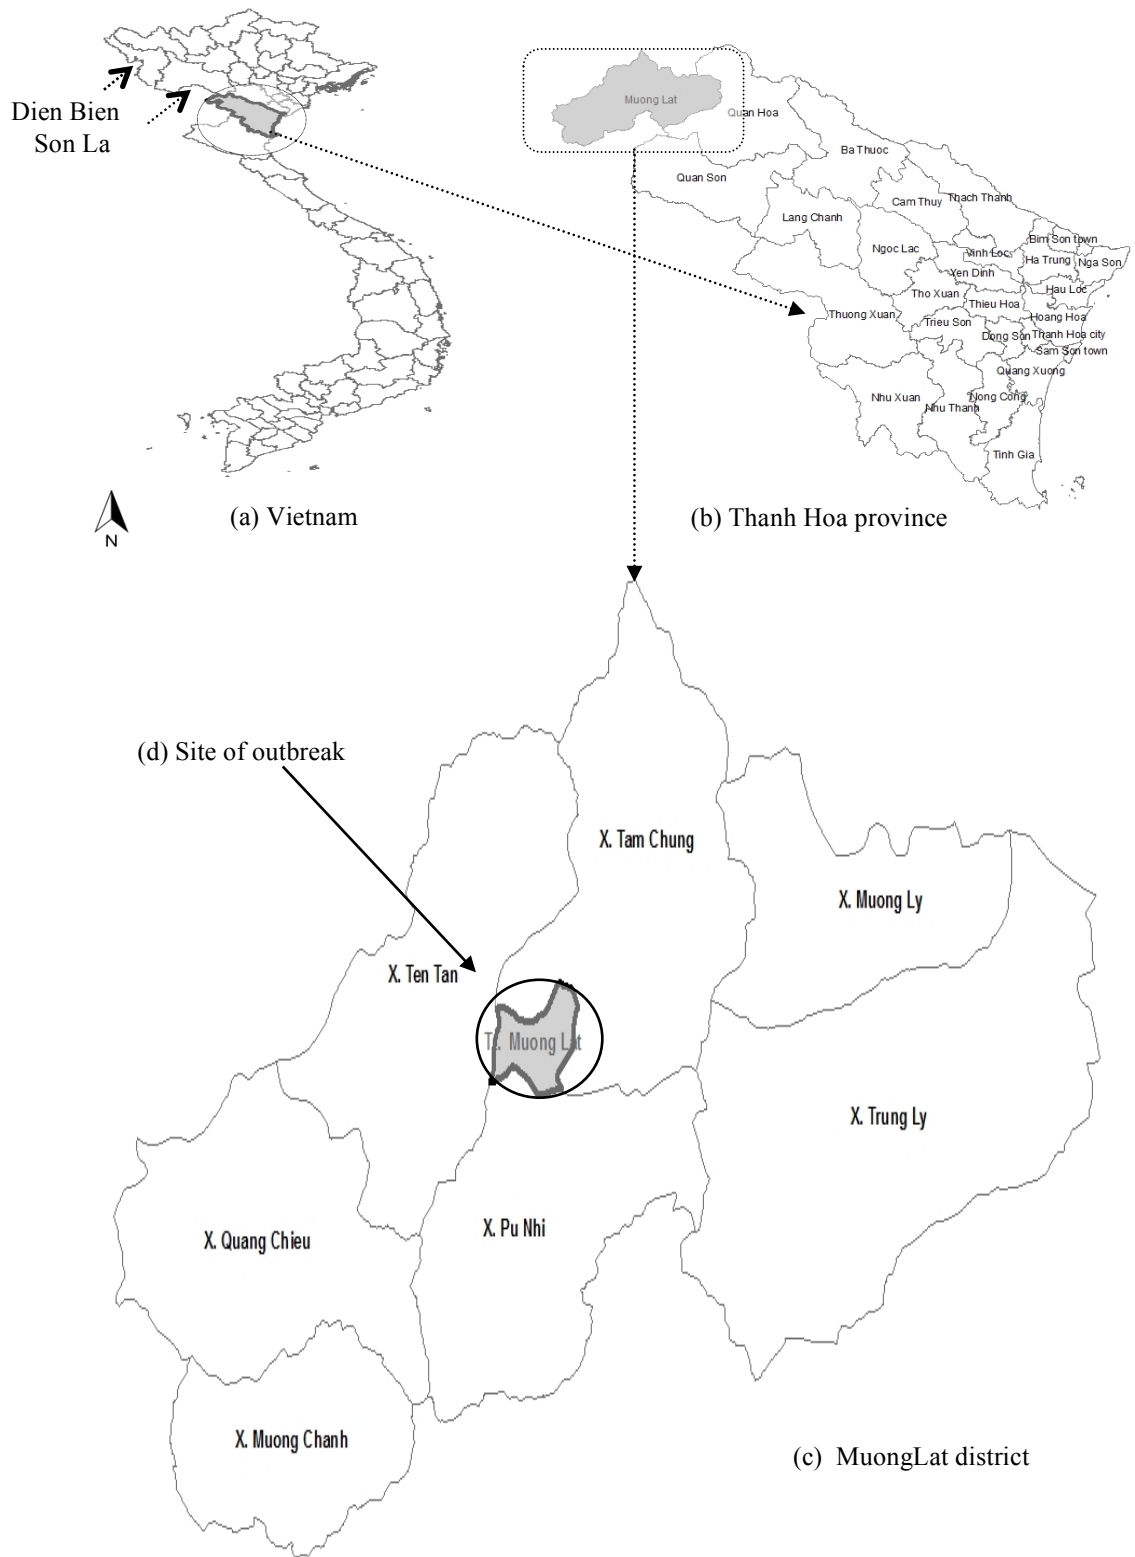 Dien Bien
Son La
Muong Lat
Quan Hoa
Ba Thuoc
Quan Son
Cam Thuy
Thach Thanh
Lang Chanh
Bim Son town
Ngoc Lac
Vinh Loc
Ha Trung
Nga Son
Yen Dinh
Tho Xuan
Hau Loc
Thieu Hoa
Thuong Xuan
Trieu Son
Hoang Hoa
Dong Son
Thanh Hoa city
Sam Son town
Quang Xuong
Nhu Xuan
Nong Cong
Nhu Thanh
Tinh Gia
N
(a) Vietnam
(b) Thanh Hoa province
(d) Site of outbreak
X. Tam Chung
X. Muong Ly
X. Ten Tan
Muong Lat
X. Trung Ly
X. Pu Nhi
X. Quang Chieu
X. Muong Chanh
(c) MuongLat district